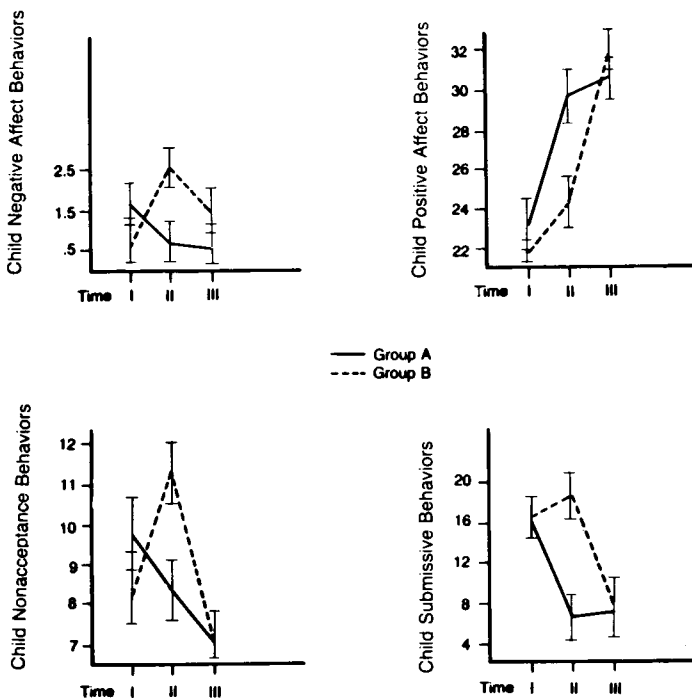 Child Negative Affect Behaviors
2.5
1.5
.5
Time I II III
Child Positive Affect Behaviors
32
30
28
26
24
22
Time I II III
Group A
Group B
Child Nonacceptance Behaviors
12
11
10
9
8
7
Time I II III
Child Submissive Behaviors
20
16
12
8
4
Time I II III